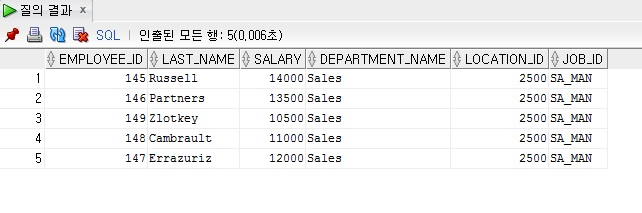 질의 결과 x
SQL | 인출된 모든 행: 5(0,006초)
EMPLOYEE_ID LAST_NAME SALARY DEPARTMENT_NAME LOCATION_ID JOB_ID
1 145 Russell 14000 Sales 2500 SA_MAN
2 146 Partners 13500 Sales 2500 SA_MAN
3 149 Zlotkey 10500 Sales 2500 SA_MAN
4 148 Cambrault 11000 Sales 2500 SA_MAN
5 147 Errazuriz 12000 Sales 2500 SA_MAN